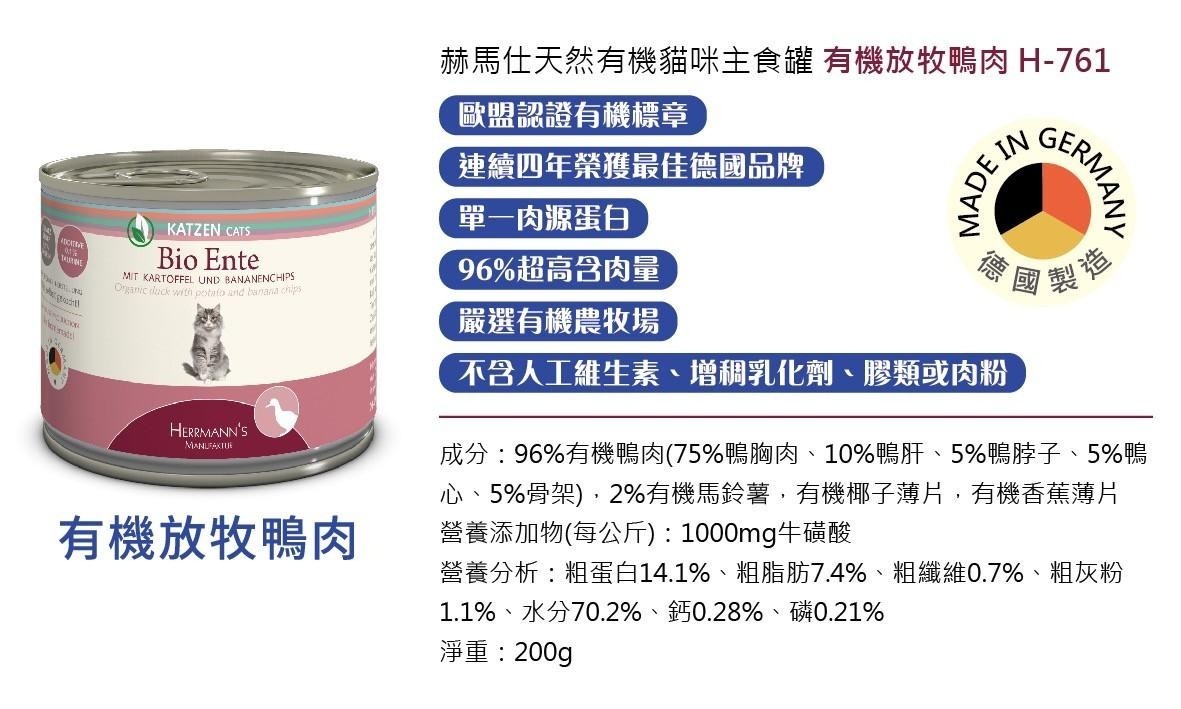 赫馬仕天然有機貓咪主食罐 有機放牧鴨肉 H-761
歐盟認證有機標章
連續四年榮獲最佳德國品牌
單一肉源蛋白
96%超高含肉量
嚴選有機農牧場
不含人工維生素、增稠乳化劑、膠類或肉粉
MADE IN GERMANY
德國製造
KATZEN CATS
ADDITIVE
0,1%
TAURINE
Bio Ente
MIT KARTOFFEL UND BANANENCHIPS
Organic duck with potato and banana chips
HERRMANN'S
MANUFAKTUR
有機放牧鴨肉
成分：96%有機鴨肉(75%鴨胸肉、10%鴨肝、5%鴨脖子、5%鴨
心、5%骨架)，2%有機馬鈴薯，有機椰子薄片，有機香蕉薄片
營養添加物(每公斤)：1000mg牛磺酸
營養分析：粗蛋白14.1%、粗脂肪7.4%、粗纖維0.7%、粗灰粉
1.1%、水分70.2%、鈣0.28%、磷0.21%
淨重：200g